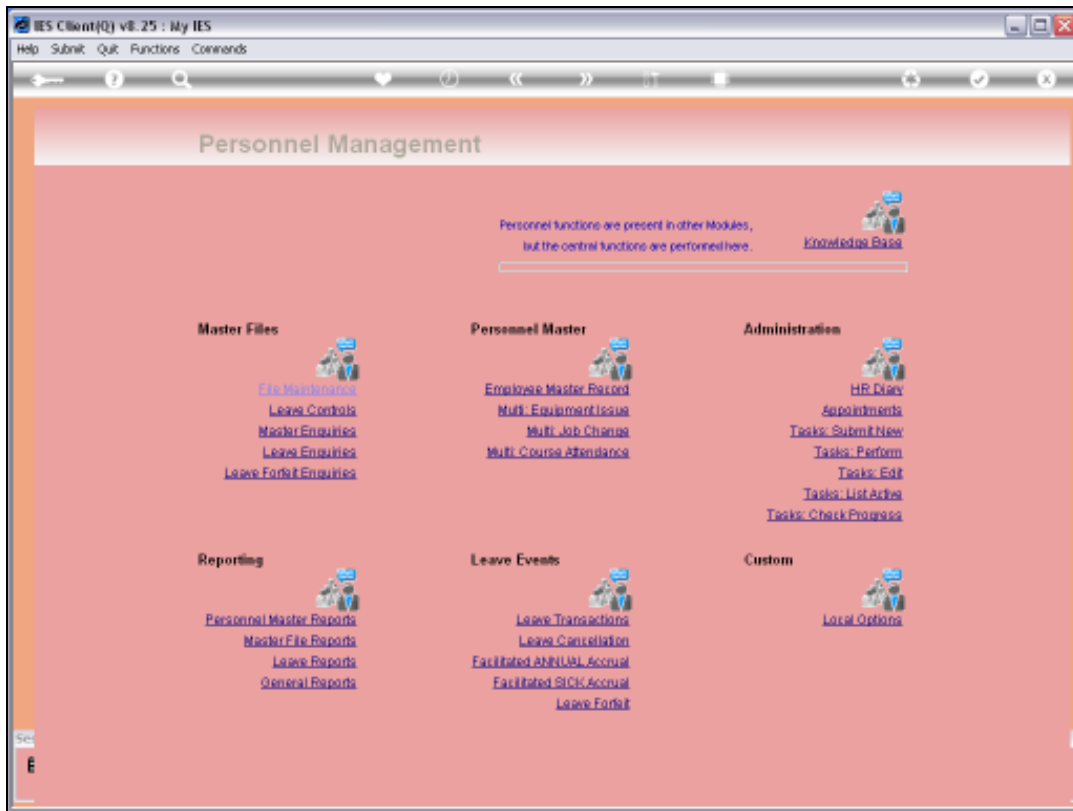 IES Client(Q) v8.25 : My IES
Help Submit Quit Functions Commands
Personnel Management
Personnel functions are present in other Modules,
but the central functions are performed here.
Knowledge Base
Master Files
File Maintenance
Leave Controls
Master Enquiries
Leave Enquiries
Leave Forfeit Enquiries
Personnel Master
Employee Master Record
Multi: Equipment Issue
Multi: Job Change
Multi: Course Attendance
Administration
HR Diary
Appointments
Tasks: Submit New
Tasks: Perform
Tasks: Edit
Tasks: List Active
Tasks: Check Progress
Reporting
Personnel Master Reports
Master File Reports
Leave Reports
General Reports
Leave Events
Leave Transactions
Leave Cancellation
Facilitated ANNUAL Accrual
Facilitated SICK Accrual
Leave Forfeit
Custom
Local Options